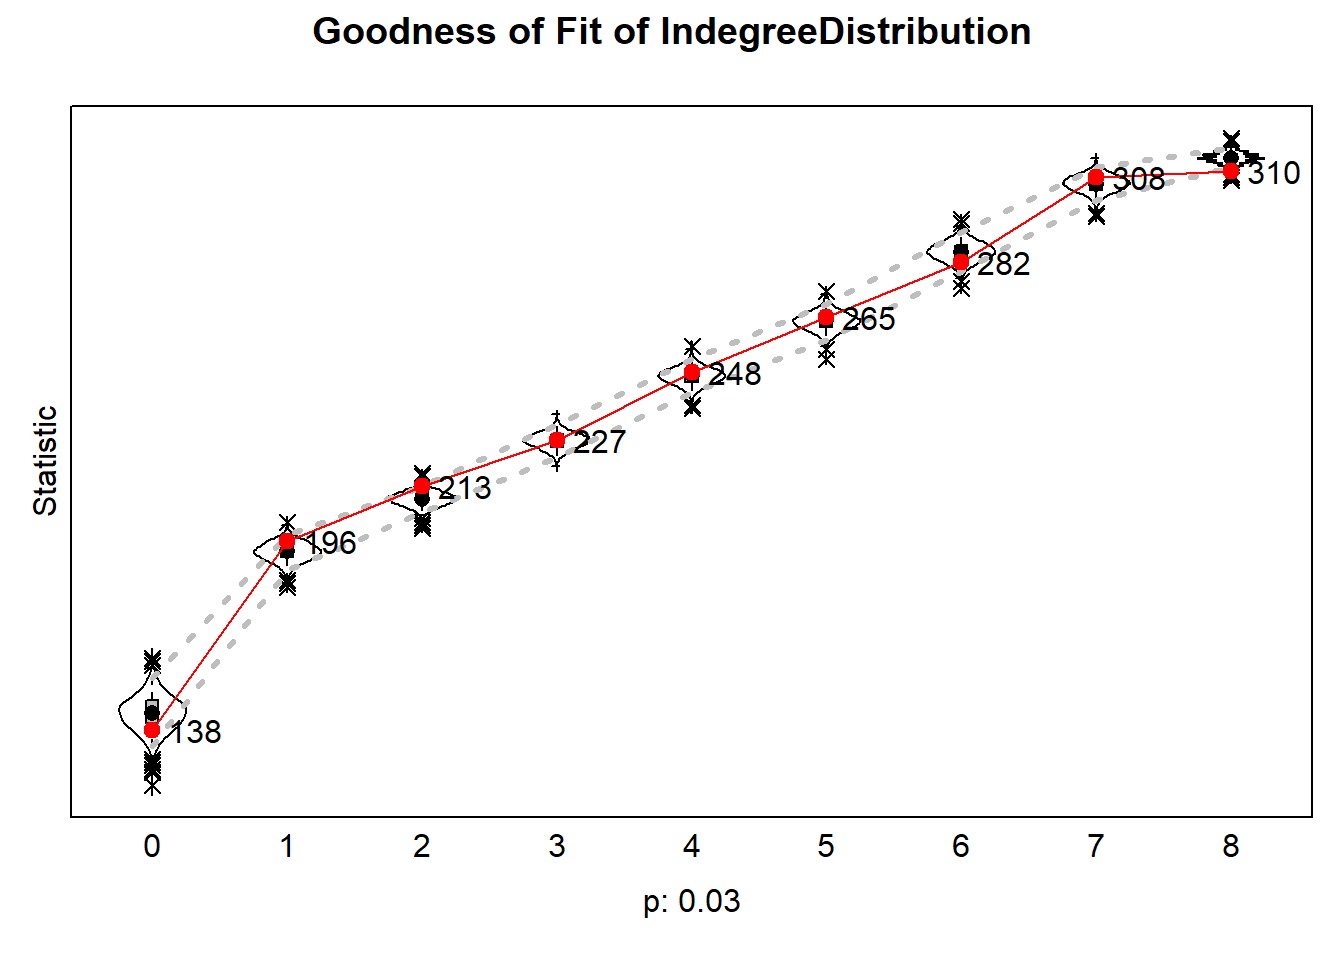 Goodness of Fit of IndegreeDistribution
Statistic
310
308
282
265
248
227
213
196
138
0 1 2 3 4 5 6 7 8
p: 0.03